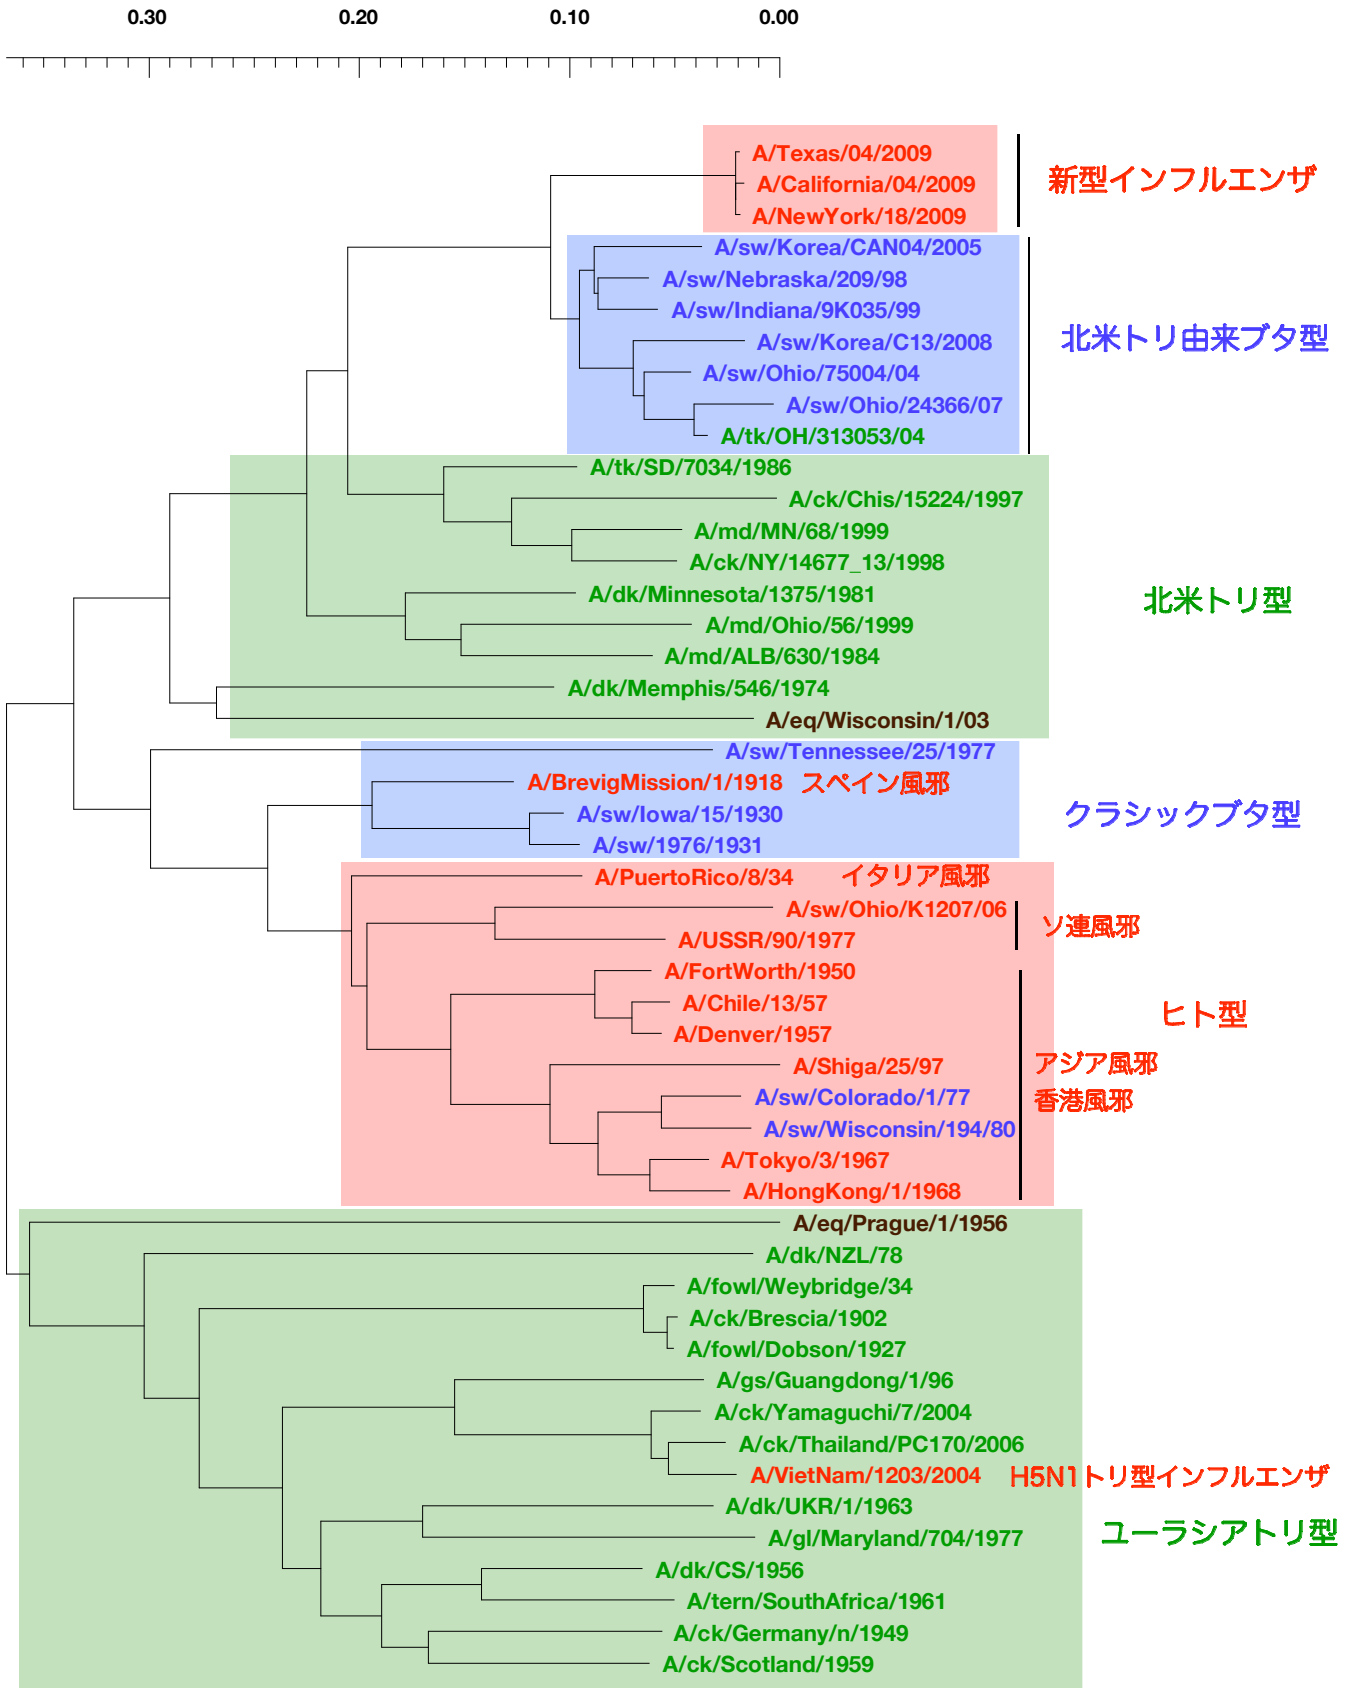 0.30 0.20 0.10 0.00
A/Texas/04/2009
A/California/04/2009
新型インフルエンザ
A/NewYork/18/2009
A/sw/Korea/CAN04/2005
A/sw/Nebraska/209/98
A/sw/Indiana/9K035/99
A/sw/Korea/C13/2008
北米トリ由来ブタ型
A/sw/Ohio/75004/04
A/sw/Ohio/24366/07
A/tk/OH/313053/04
A/tk/SD/7034/1986
A/ck/Chis/15224/1997
A/md/MN/68/1999
A/ck/NY/14677_13/1998
A/dk/Minnesota/1375/1981
北米トリ型
A/md/Ohio/56/1999
A/md/ALB/630/1984
A/dk/Memphis/546/1974
A/eq/Wisconsin/1/03
A/sw/Tennessee/25/1977
A/BrevigMission/1/1918 スペイン風邪
A/sw/Iowa/15/1930
クラシックブタ型
A/sw/1976/1931
A/PuertoRico/8/34 イタリア風邪
A/sw/Ohio/K1207/06
ソ連風邪
A/USSR/90/1977
A/FortWorth/1950
A/Chile/13/57
ヒト型
A/Denver/1957
A/Shiga/25/97 アジア風邪
A/sw/Colorado/1/77 香港風邪
A/sw/Wisconsin/194/80
A/Tokyo/3/1967
A/HongKong/1/1968
A/eq/Prague/1/1956
A/dk/NZL/78
A/fowl/Weybridge/34
A/ck/Brescia/1902
A/fowl/Dobson/1927
A/gs/Guangdong/1/96
A/ck/Yamaguchi/7/2004
A/ck/Thailand/PC170/2006
A/VietNam/1203/2004 H5N1トリ型インフルエンザ
A/dk/UKR/1/1963
ユーラシアトリ型
A/gl/Maryland/704/1977
A/dk/CS/1956
A/tern/SouthAfrica/1961
A/ck/Germany/n/1949
A/ck/Scotland/1959